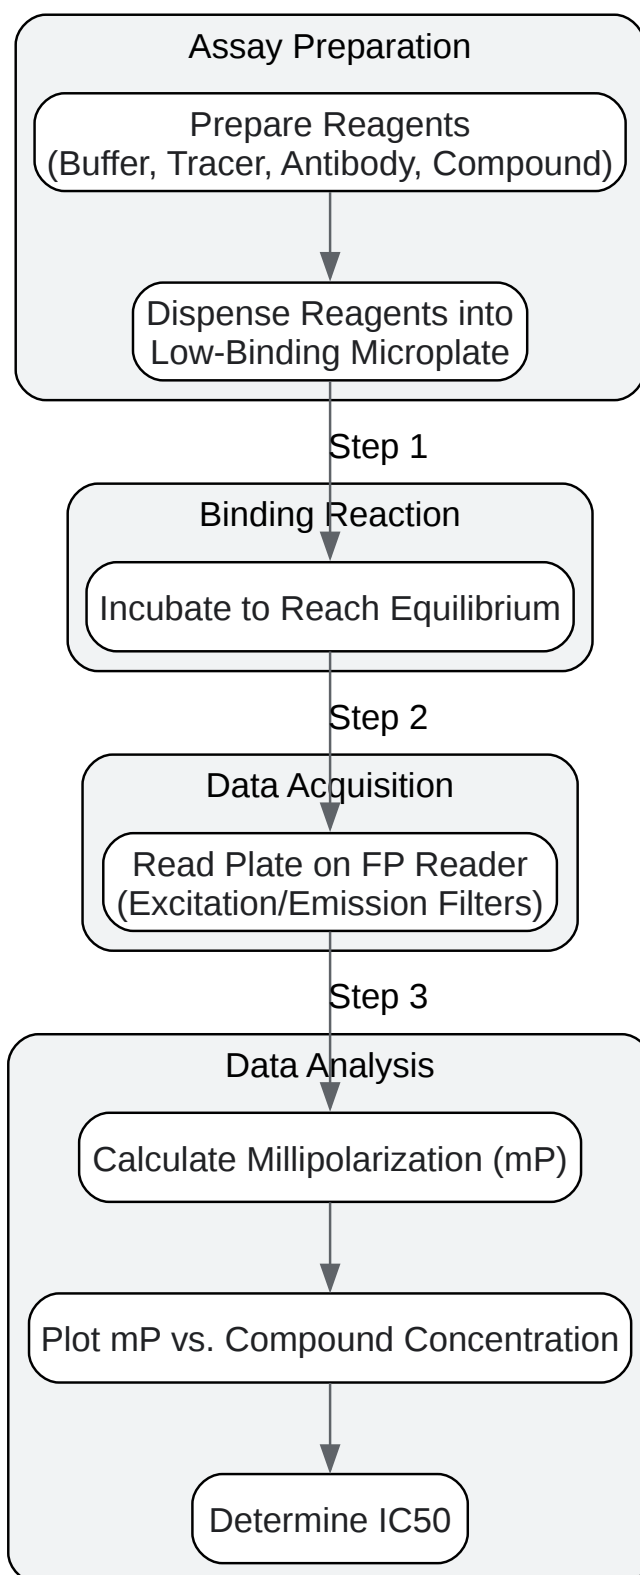 Assay Preparation
Prepare Reagents
(Buffer, Tracer, Antibody, Compound)
Dispense Reagents into
Low-Binding Microplate
Step 1
Binding Reaction
Incubate to Reach Equilibrium
Step 2
Data Acquisition
Read Plate on FP Reader
(Excitation/Emission Filters)
Step 3
Data Analysis
Calculate Millipolarization (mP)
Plot mP vs. Compound Concentration
Determine IC50